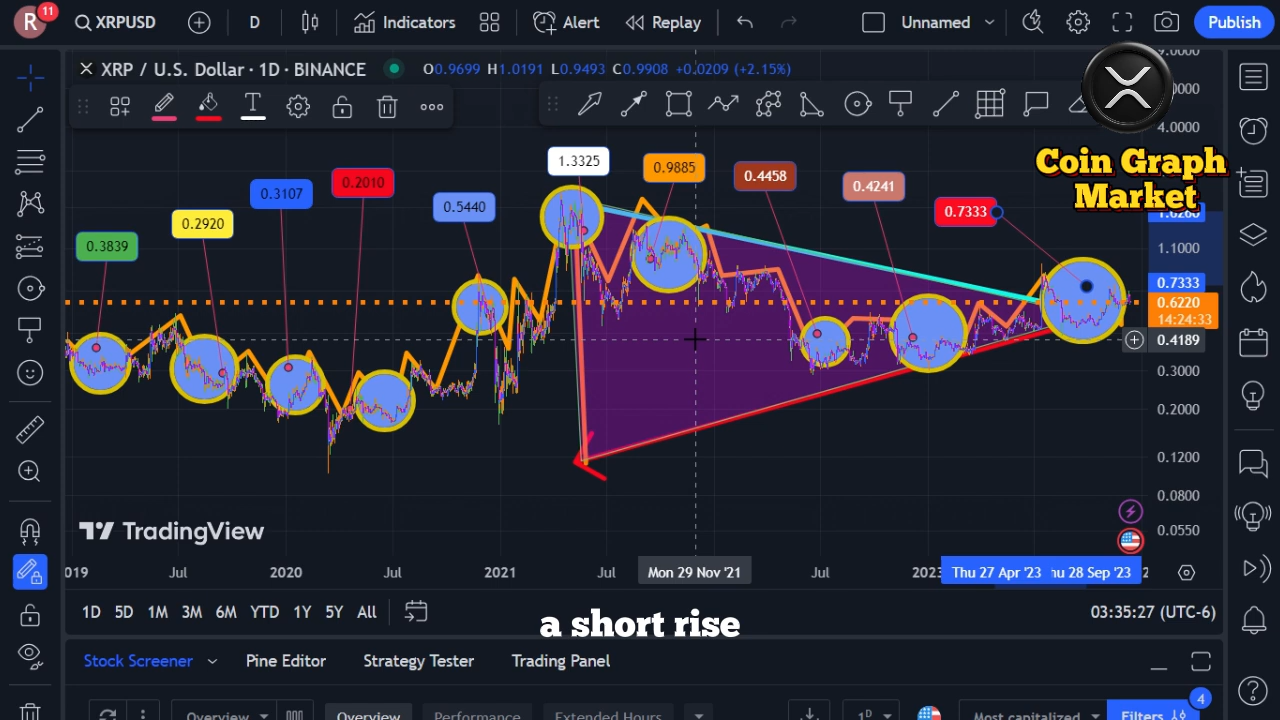 R 11 XRPUSD D Indicators Alert Replay Unnamed Publish
XRP / U.S. Dollar · 1D · BINANCE O0.9699 H1.0191 L0.9493 C0.9908 +0.0209 (+2.15%)
T
4.0000
Coin Graph
Market
1.3325
0.9885
0.4458
0.4241
0.2010
0.3107
0.5440
0.7333
0.2920
0.3839
1.1000
0.7333
0.6220
14:24:33
0.4189
0.3000
0.2000
0.1200
0.0800
0.0550
TradingView
2019 Jul 2020 Jul 2021 Jul Mon 29 Nov '21 Jul 2023 Thu 27 Apr '23 hu 28 Sep '23
1D 5D 1M 3M 6M YTD 1Y 5Y All 03:35:27 (UTC-6)
a short rise
Stock Screener Pine Editor Strategy Tester Trading Panel
4
Overview Overview Performance Extended Hours 1D Most capitalized Filters